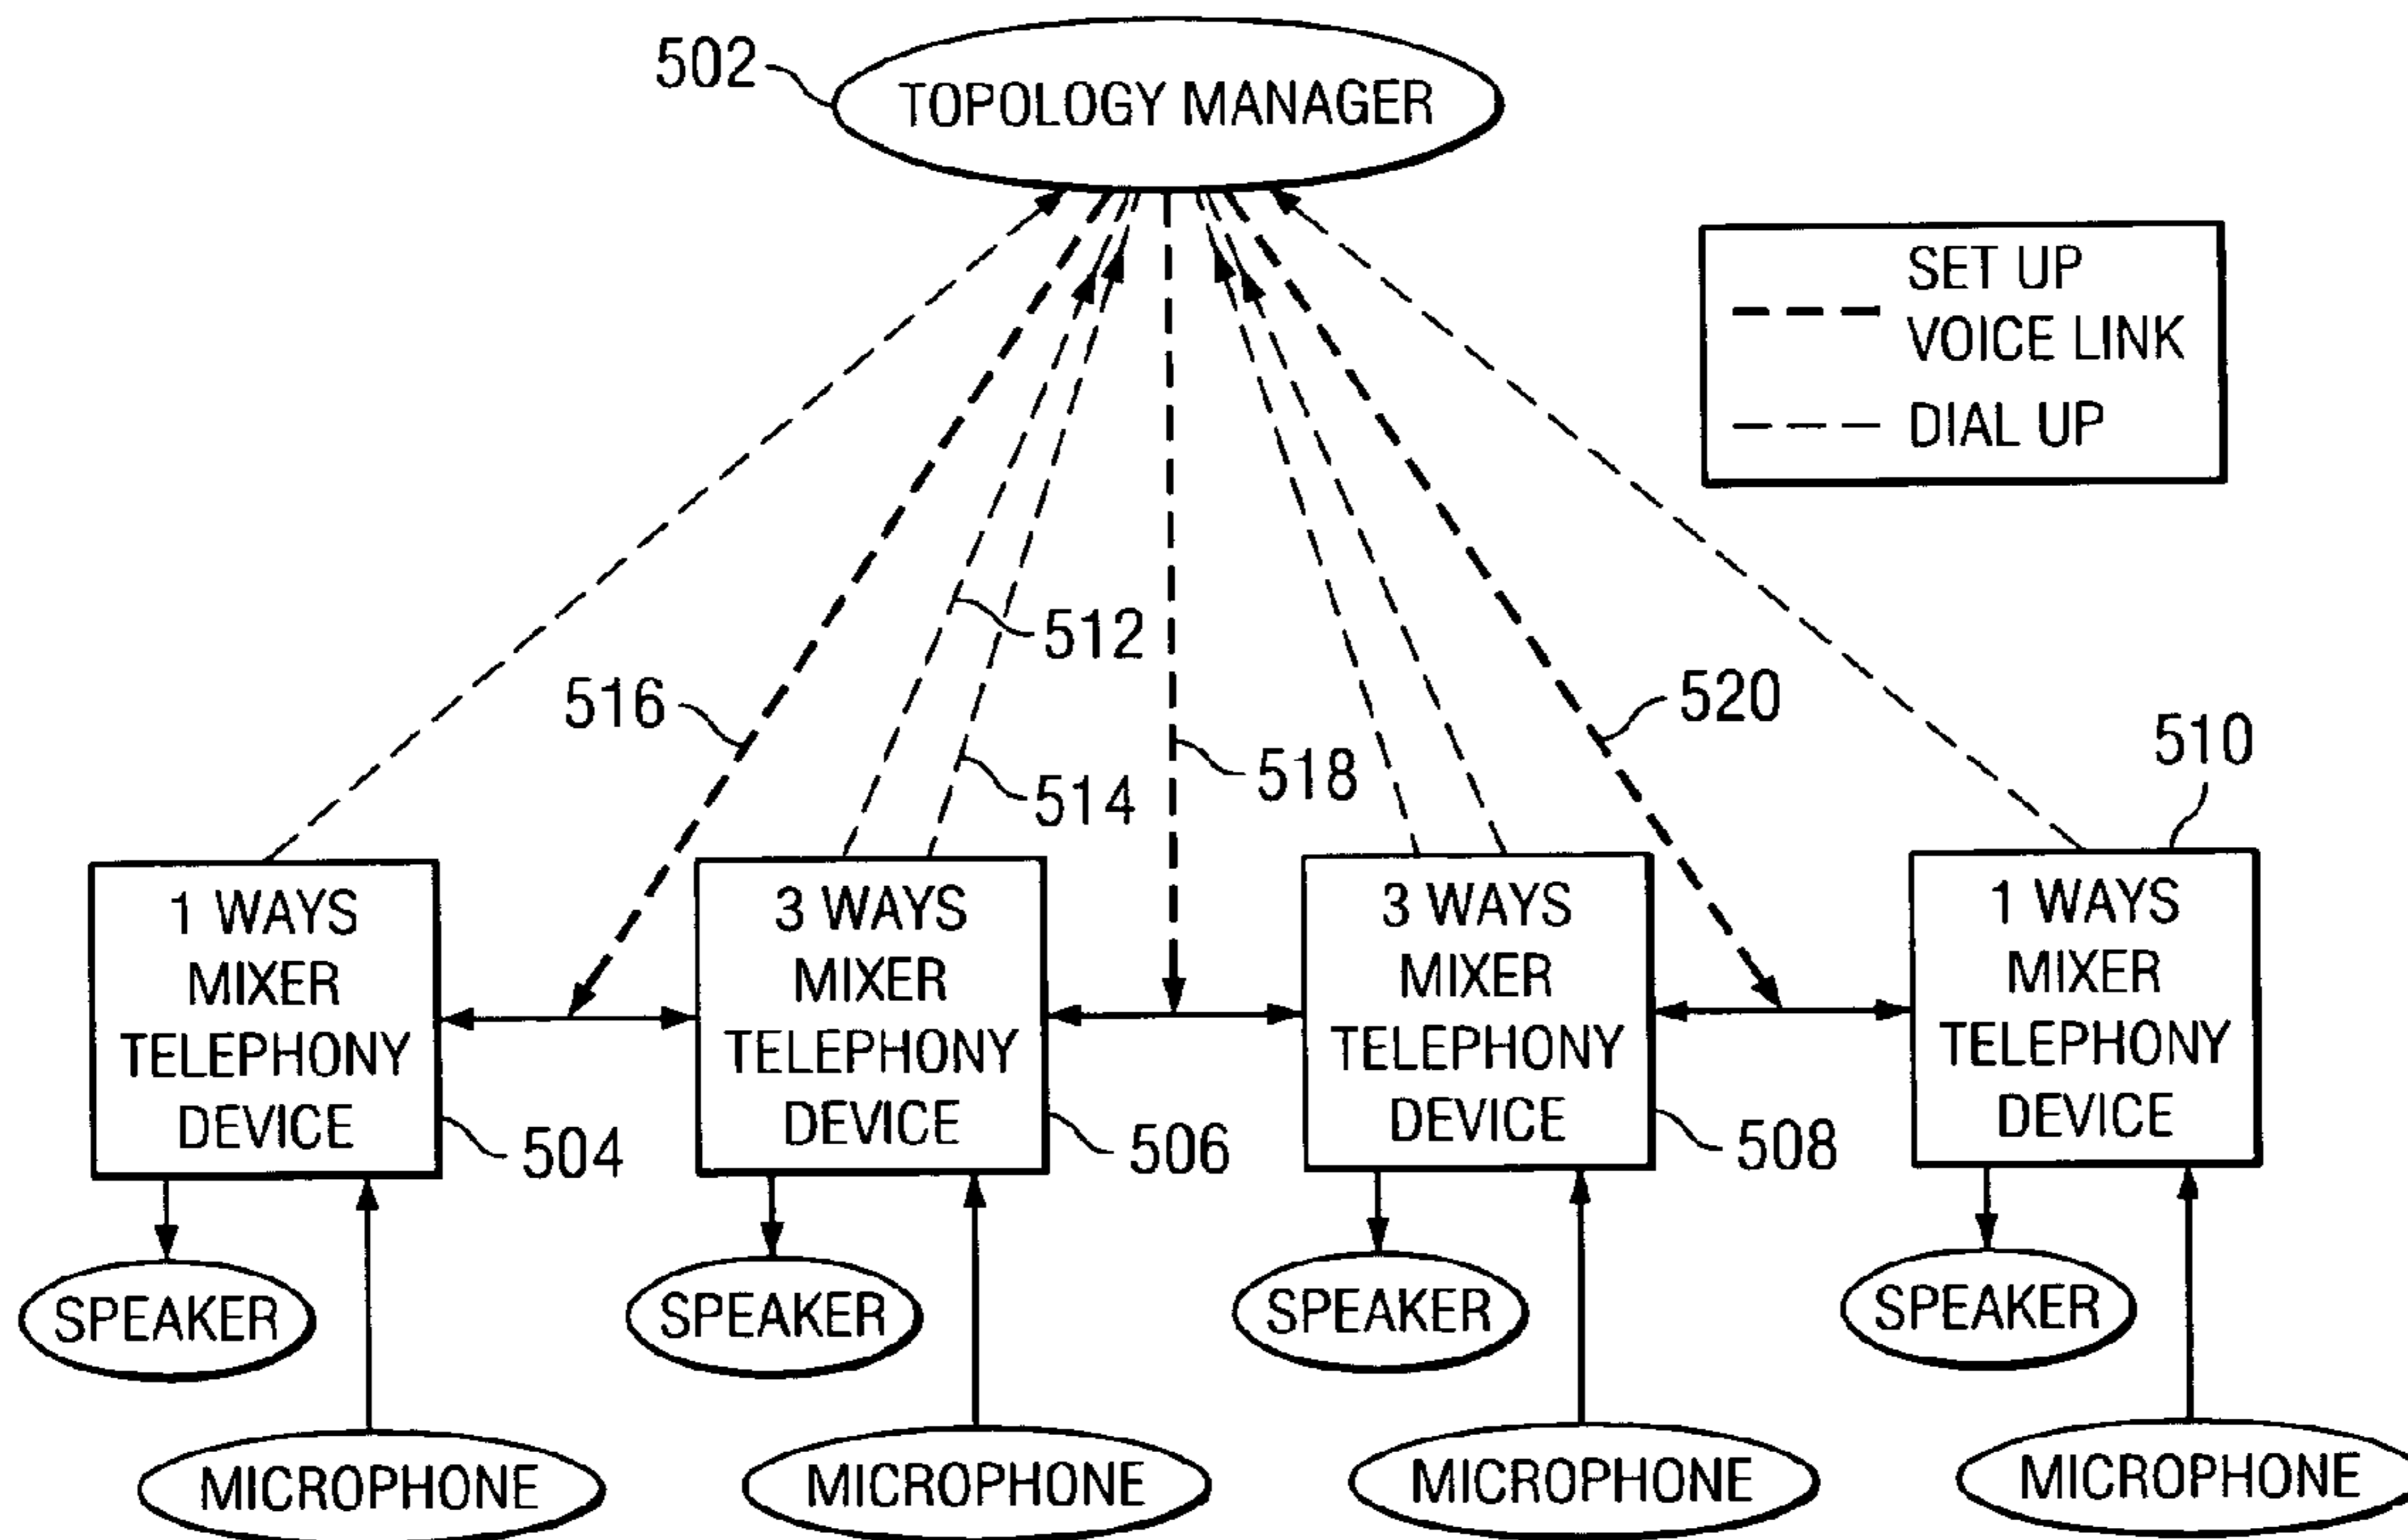 502
TOPOLOGY MANAGER
SET UP
VOICE LINK
DIAL UP
512
516
520
510
518
514
1 WAYS
MIXER
TELEPHONY
DEVICE
504
3 WAYS
MIXER
TELEPHONY
DEVICE
506
3 WAYS
MIXER
TELEPHONY
DEVICE
508
1 WAYS
MIXER
TELEPHONY
DEVICE
SPEAKER
SPEAKER
SPEAKER
SPEAKER
MICROPHONE
MICROPHONE
MICROPHONE
MICROPHONE